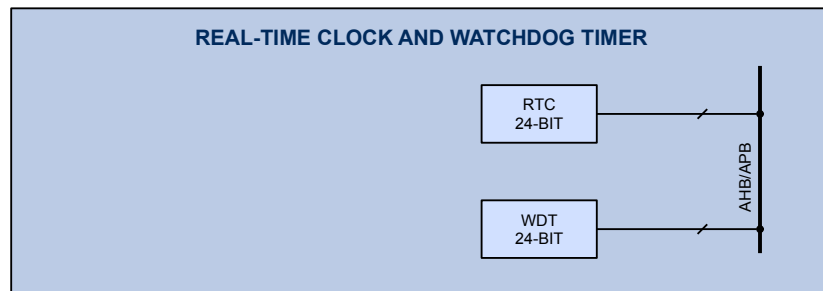 REAL-TIME CLOCK AND WATCHDOG TIMER
RTC
24-BIT
AHB/APB
WDT
24-BIT